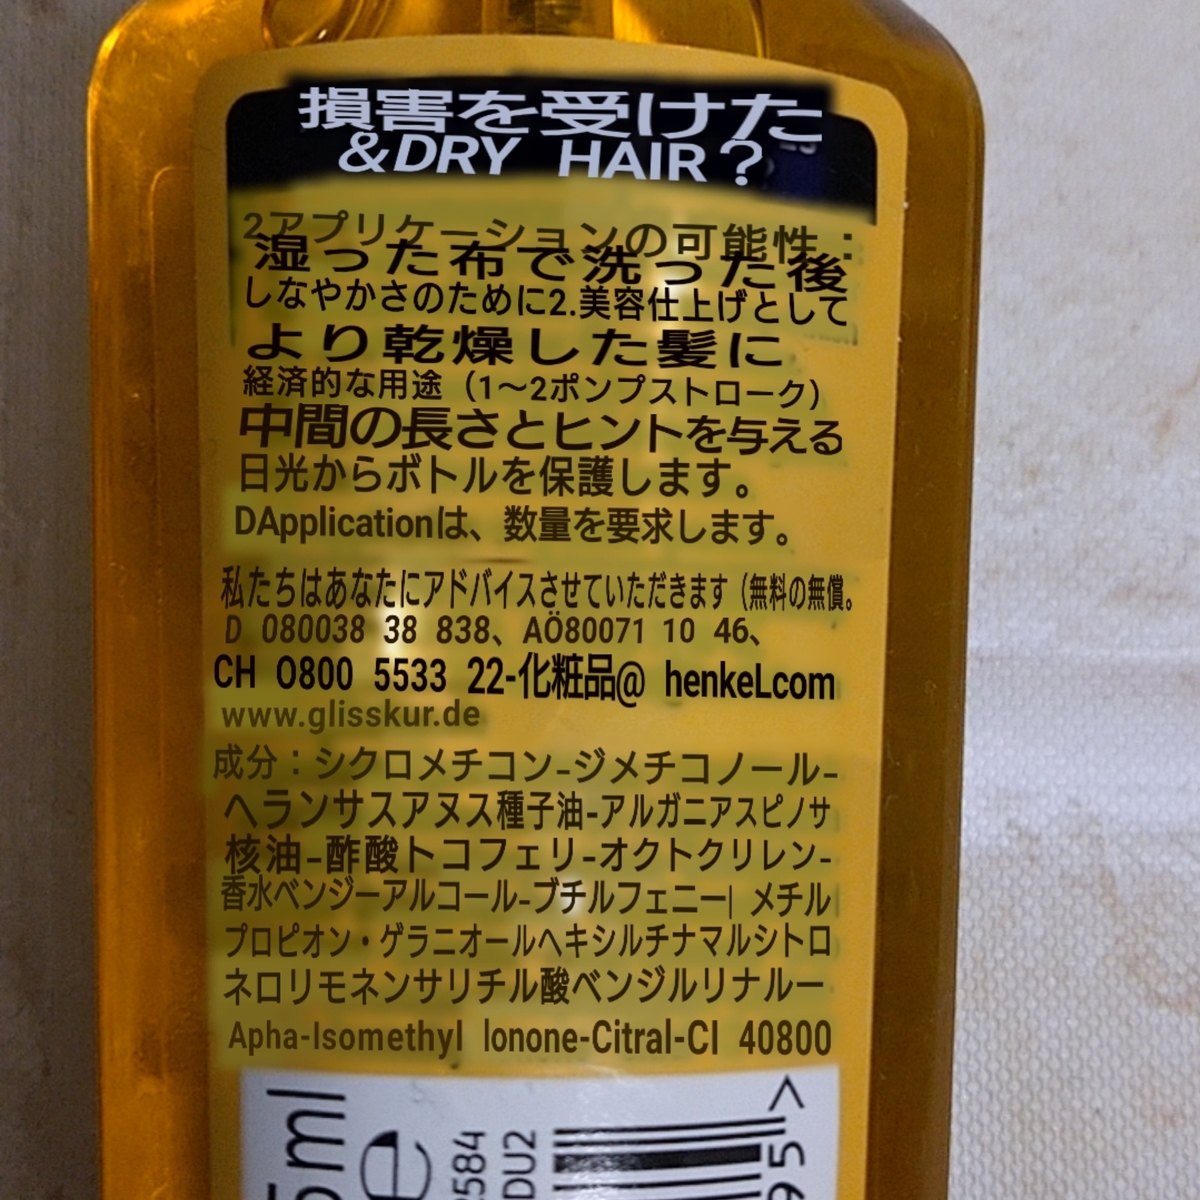 損害を受けた
&DRY HAIR?
2アプリケーションの可能性:
湿った布で洗った後
しなやかさのために2.美容仕上げとして
より乾燥した髪に
経済的な用途(1〜2ポンプストローク)
中間の長さとヒントを与える
日光からボトルを保護します。
DApplicationは、数量を要求します。
私たちはあなたにアドバイスさせていただきます(無料の無償。
D 080038 38 838、AÖ80071 10 46、
CH O800 5533 22-化粧品@ henkeLcom
www.glisskur.de
成分:シクロメチコン-ジメチコノール-
ヘランサスアヌス種子油-アルガニアスピノサ
核油-酢酸トコフェリ-オクトクリレン-
香水ベンジーアルコール-ブチルフェニー| メチル
プロピオン・ゲラニオールヘキシルチナマルシトロ
ネロリモネンサリチル酸ベンジルリナルー
Apha-Isomethyl lonone-Citral-CI 40800
5ml
e
2584
DU2
95>